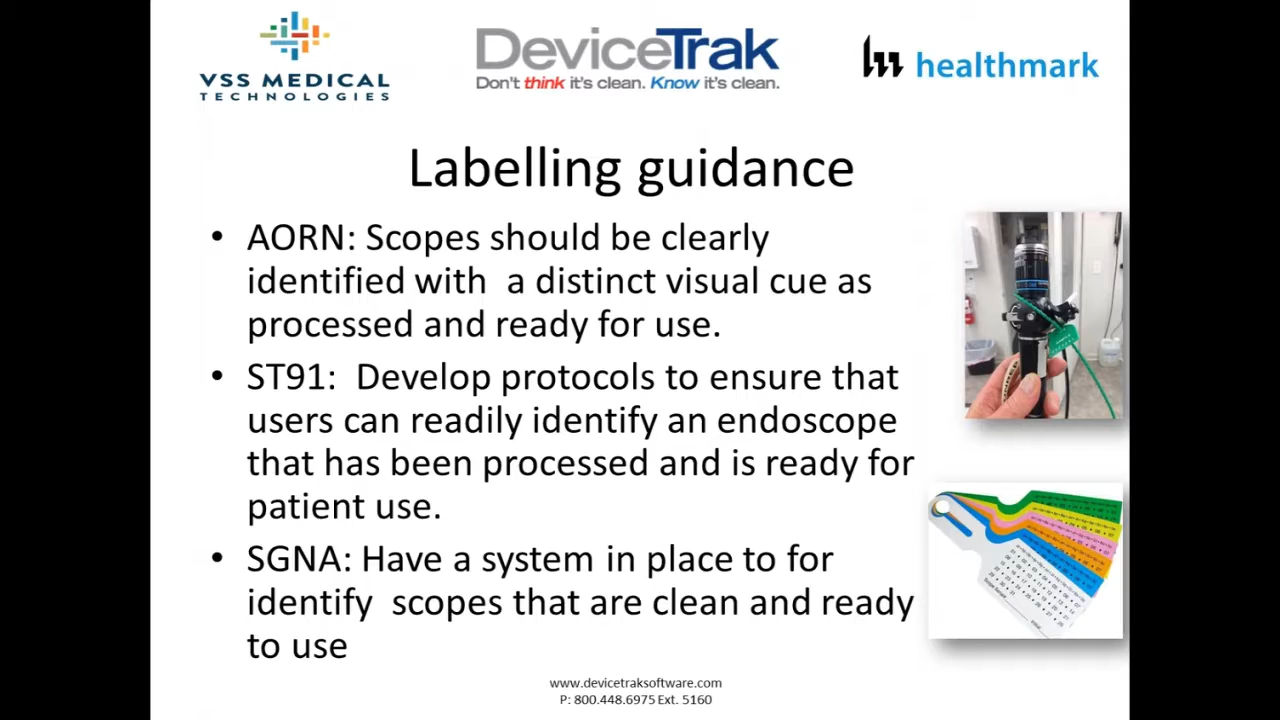 VSS MEDICAL
TECHNOLOGIES
DeviceTrak
Don't think it's clean. Know it's clean.
healthmark
Labelling guidance
• AORN: Scopes should be clearly
identified with a distinct visual cue as
processed and ready for use.
• ST91: Develop protocols to ensure that
users can readily identify an endoscope
that has been processed and is ready for
patient use.
• SGNA: Have a system in place to for
identify scopes that are clean and ready
to use
www.devicetraksoftware.com
P: 800.448.6975 Ext. 5160